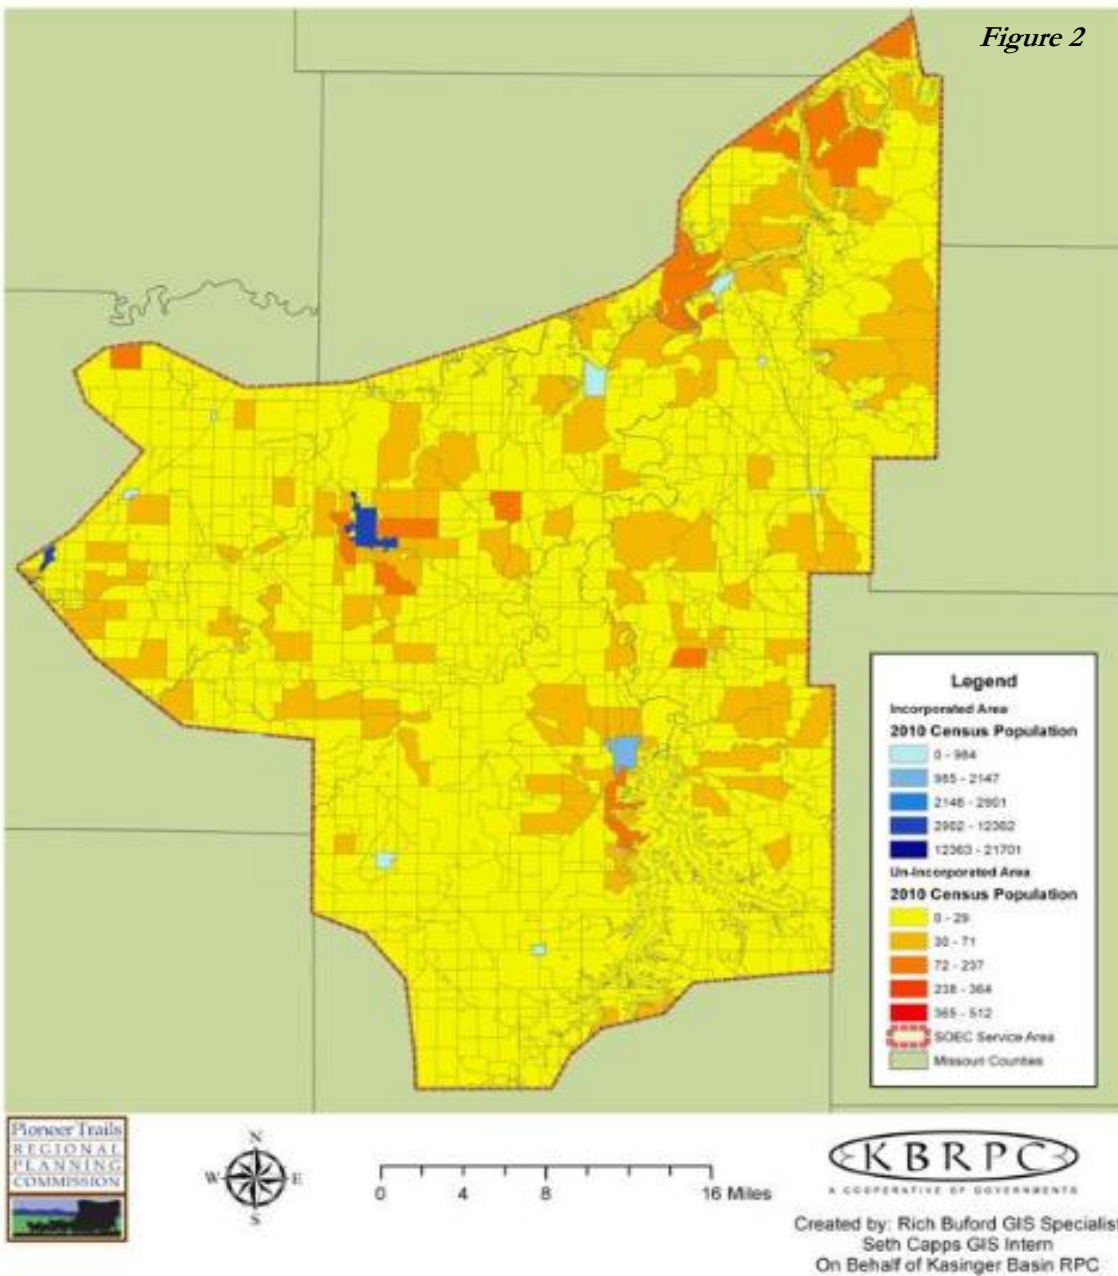 Figure 2
Legend
Incorporated Area
2010 Census Population
0 - 984
985 - 2147
2148 - 2901
2902 - 12362
12363 - 21701
Un-Incorporated Area
2010 Census Population
0 - 29
30 - 71
72 - 237
238 - 364
365 - 512
SOEC Service Area
Missouri Counties
Pioneer Trails
REGIONAL
PLANNING
COMMISSION
N
W
E
S
0 4 8 16 Miles
KBRPC
A COOPERATIVE OF GOVERNMENTS
Created by: Rich Buford GIS Specialist
Seth Capps GIS Intern
On Behalf of Kasinger Basin RPC